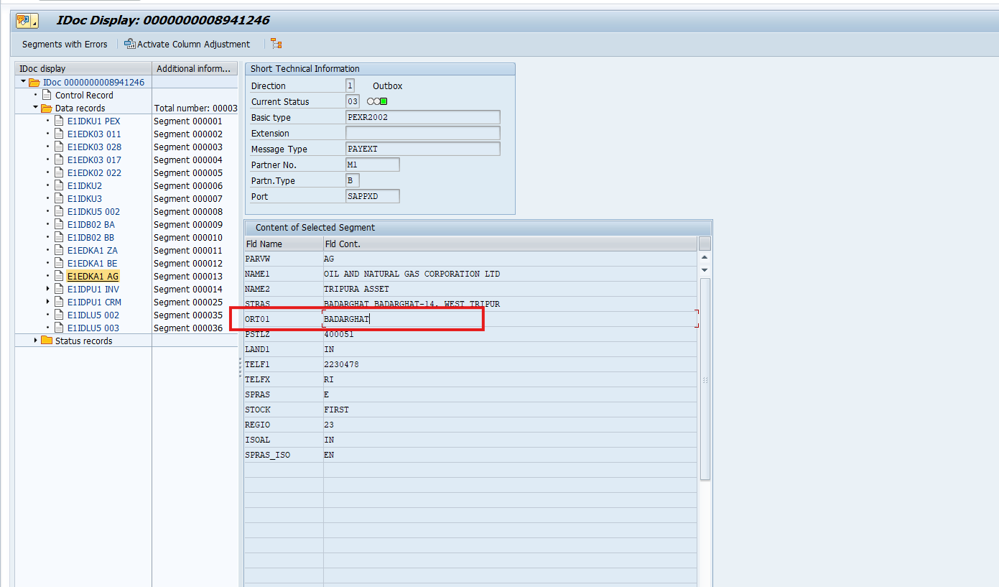 IDoc Display: 0000000008941246
Segments with Errors Activate Column Adjustment
IDoc display Additional inform...
IDoc 0000000008941246
Control Record
Data records Total number: 00003
E1IDKU1 PEX Segment 000001
E1EDK03 011 Segment 000002
E1EDK03 028 Segment 000003
E1EDK03 017 Segment 000004
E1EDK02 022 Segment 000005
E1IDKU2 Segment 000006
E1IDKU3 Segment 000007
E1IDKU5 002 Segment 000008
E1IDB02 BA Segment 000009
E1IDB02 BB Segment 000010
E1EDKA1 ZA Segment 000011
E1EDKA1 BE Segment 000012
E1EDKA1 AG Segment 000013
E1IDPU1 INV Segment 000014
E1IDPU1 CRM Segment 000025
E1IDLU5 002 Segment 000035
E1IDLU5 003 Segment 000036
Status records
Short Technical Information
Direction 1 Outbox
Current Status 03
Basic type PEXR2002
Extension
Message Type PAYEXT
Partner No. M1
Partn.Type B
Port SAPPXD
Content of Selected Segment
Fld Name Fld Cont.
PARVW AG
NAME1 OIL AND NATURAL GAS CORPORATION LTD
NAME2 TRIPURA ASSET
STRAS BADARGHAT BADARGHAT-14, WEST TRIPUR
ORT01 BADARGHAT
PSTLZ 400051
LAND1 IN
TELF1 2230478
TELFX RI
SPRAS E
STOCK FIRST
REGIO 23
ISOAL IN
SPRAS_ISO EN